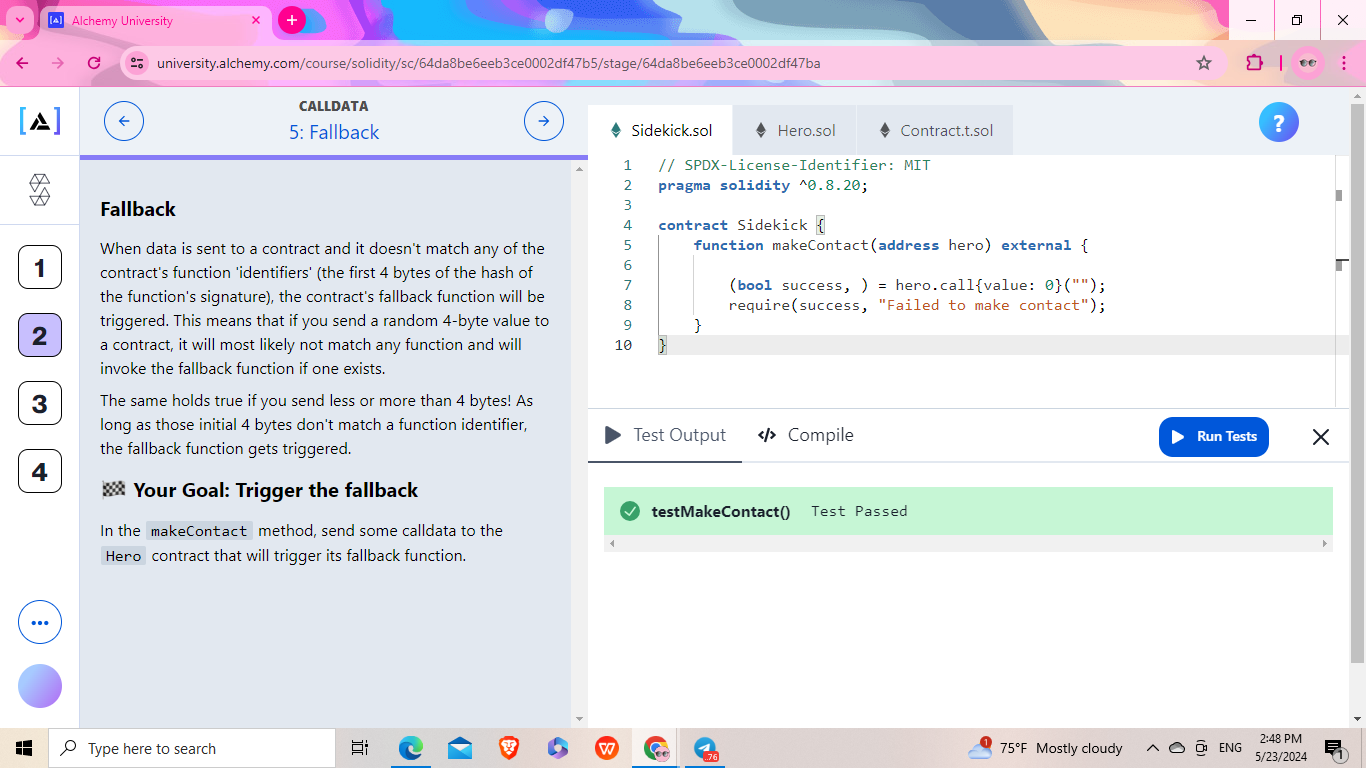 Alchemy University
university.alchemy.com/course/solidity/sc/64da8be6eeb3ce0002df47b5/stage/64da8be6eeb3ce0002df47ba
CALLDATA
5: Fallback
1
2
3
4
Fallback
When data is sent to a contract and it doesn't match any of the
contract's function 'identifiers' (the first 4 bytes of the hash of
the function's signature), the contract's fallback function will be
triggered. This means that if you send a random 4-byte value to
a contract, it will most likely not match any function and will
invoke the fallback function if one exists.
The same holds true if you send less or more than 4 bytes! As
long as those initial 4 bytes don't match a function identifier,
the fallback function gets triggered.
Your Goal: Trigger the fallback
In the makeContact method, send some calldata to the
Hero contract that will trigger its fallback function.
Sidekick.sol Hero.sol Contract.t.sol
?
1 // SPDX-License-Identifier: MIT
2 pragma solidity ^0.8.20;
3
4 contract Sidekick {
5 function makeContact(address hero) external {
6
7 (bool success, ) = hero.call{value: 0}("");
8 require(success, "Failed to make contact");
9 }
10 }
Test Output </> Compile Run Tests
testMakeContact() Test Passed
Type here to search
W
.76
1
75°F Mostly cloudy
ENG
2:48 PM
5/23/2024
1